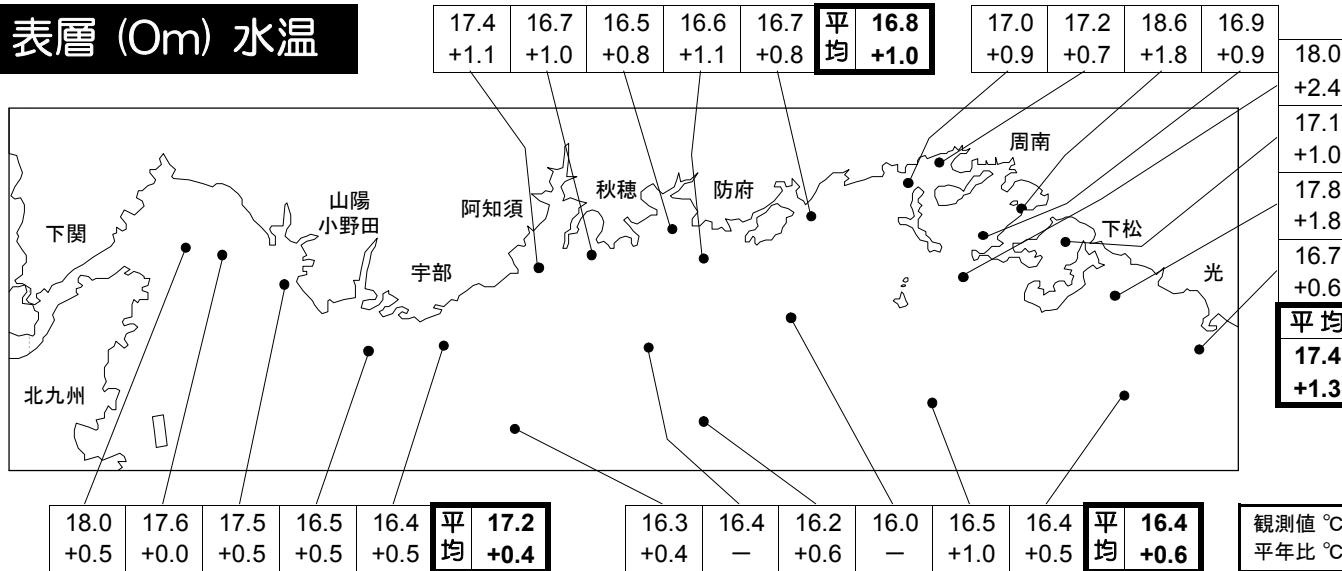 表層 (0m) 水温
17.4 16.7 16.5 16.6 16.7 平均 16.8
+1.1 +1.0 +0.8 +1.1 +0.8 +1.0
17.0 17.2 18.6 16.9
+0.9 +0.7 +1.8 +0.9
18.0
+2.4
17.1
+1.0
17.8
+1.8
16.7
+0.6
平均
17.4
+1.3
周南
秋穂
防府
山陽
小野田
阿知須
下関
下松
宇部
光
北九州
18.0 17.6 17.5 16.5 16.4 平均 17.2
+0.5 +0.0 +0.5 +0.5 +0.5 +0.4
16.3 16.4 16.2 16.0 16.5 16.4 平均 16.4
+0.4 － +0.6 － +1.0 +0.5 +0.6
観測値 ℃
平年比 ℃